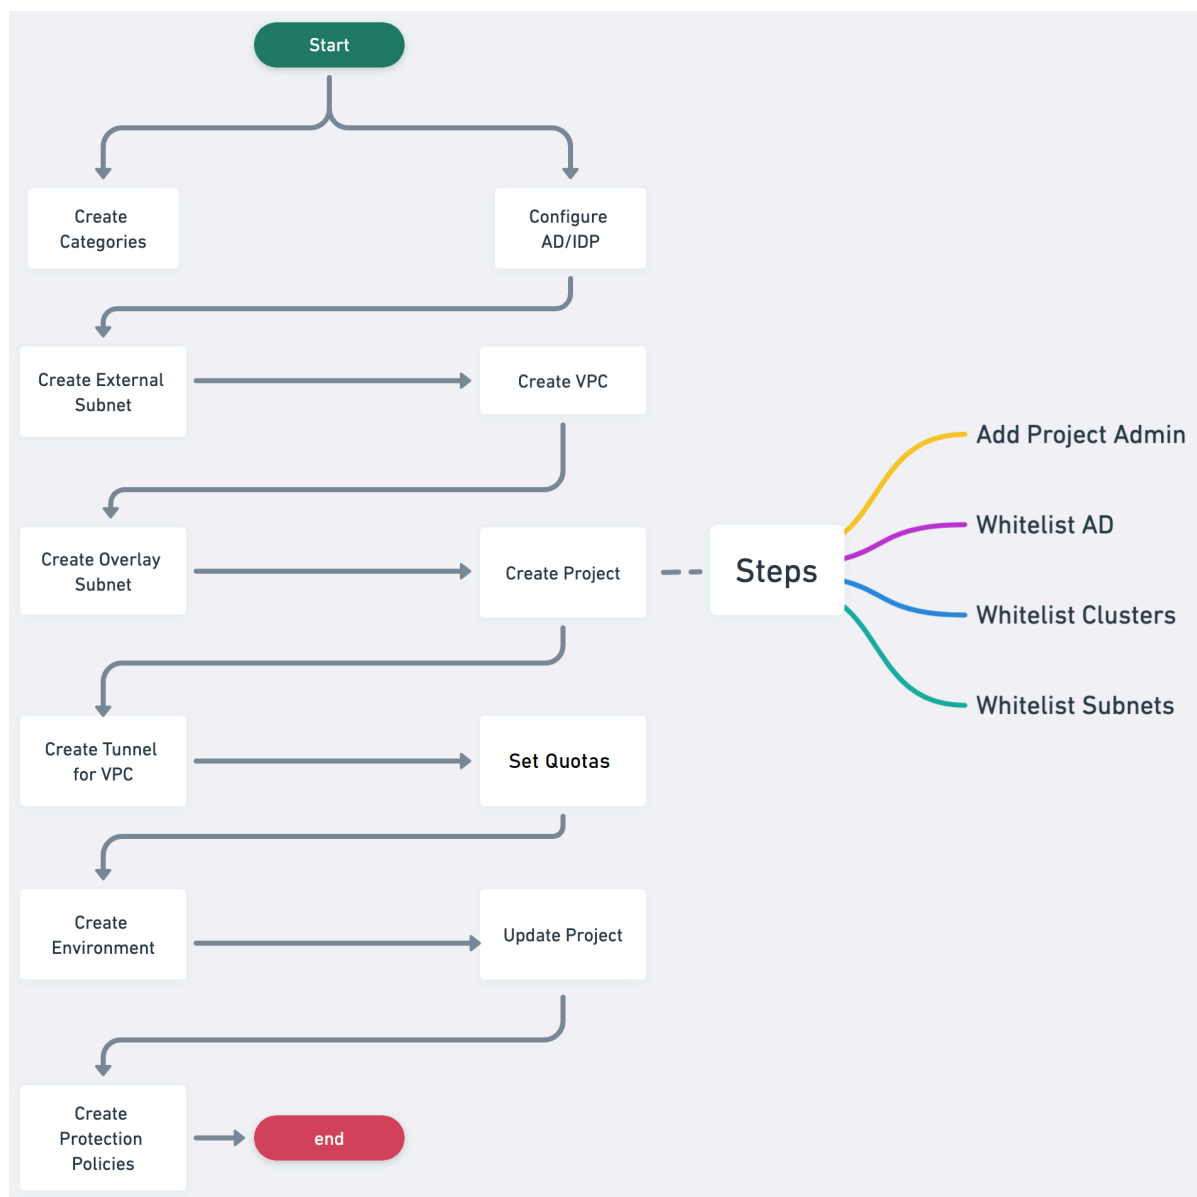 Start
Create
Categories
Configure
AD/IDP
Create External
Subnet
Create VPC
Create Overlay
Subnet
Create Project
Steps
Add Project Admin
Whitelist AD
Whitelist Clusters
Whitelist Subnets
Create Tunnel
for VPC
Set Quotas
Create
Environment
Update Project
Create
Protection
Policies
end